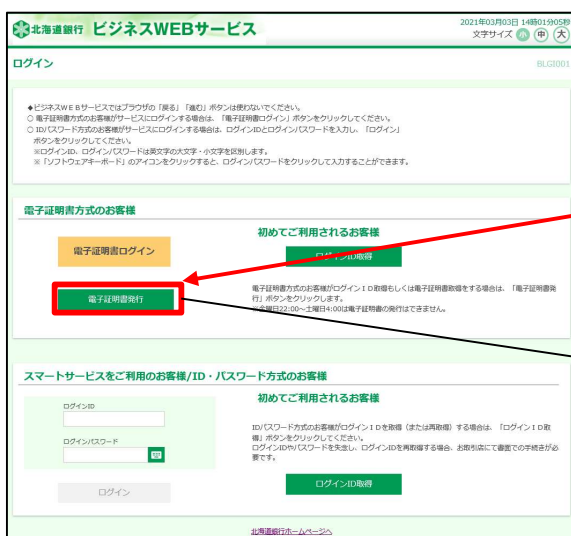 北海道銀行 ビジネスWEBサービス
2021年03月03日 14時01分05秒
文字サイズ 小 中 大
ログイン
BLGI001
◆ビジネスWEBサービスではブラウザの「戻る」「進む」ボタンは使わないでください。
○ 電子証明書方式のお客様がサービスにログインする場合は、「電子証明書ログイン」ボタンをクリックしてください。
○ ID/パスワード方式のお客様がサービスにログインする場合は、ログインIDとログインパスワードを入力し、「ログイン」
ボタンをクリックしてください。
※ログインID、ログインパスワードは英文字の大文字・小文字を区別します。
※「ソフトウェアキーボード」のアイコンをクリックすると、ログインパスワードをクリックして入力することができます。
電子証明書方式のお客様
初めてご利用されるお客様
電子証明書ログイン
ログインID取得
電子証明書発行
電子証明書方式のお客様がログインID取得もしくは電子証明書取得をする場合は、「電子証明書発
行」ボタンをクリックします。
※金曜日22:00～土曜日4:00は電子証明書の発行はできません。
スマートサービスをご利用のお客様/ID・パスワード方式のお客様
初めてご利用されるお客様
ログインID
ログインパスワード
ログイン
ID/パスワード方式のお客様がログインIDを取得（または再取得）する場合は、「ログインID取
得」ボタンをクリックしてください。
ログインIDやパスワードを失念し、ログインIDを再取得する場合、お取引店にて書面での手続きが必
要です。
ログインID取得
北海道銀行ホームページへ